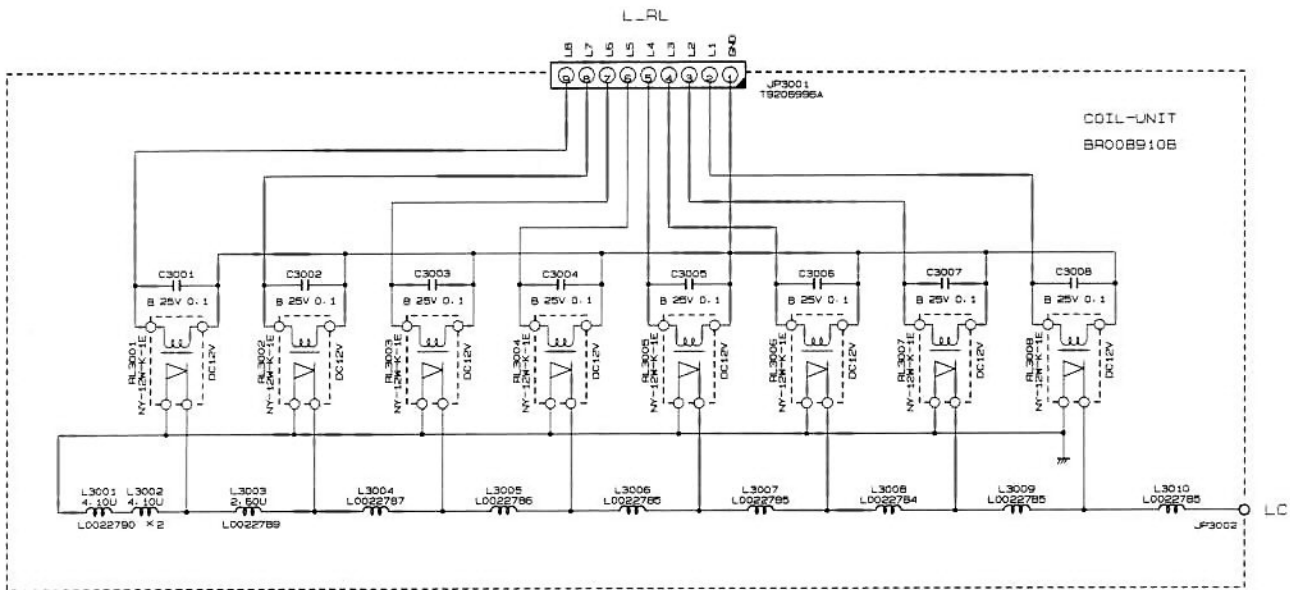 L_RL
L8 L7 L6 L5 L4 L3 L2 L1 GND
9 8 7 6 5 4 3 2 1
JP3001
T9206996A
COIL-UNIT
BR008910B
C3001 C3002 C3003 C3004 C3005 C3006 C3007 C3008
B 25V 0.1 B 25V 0.1 B 25V 0.1 B 25V 0.1 B 25V 0.1 B 25V 0.1 B 25V 0.1 B 25V 0.1
RL3001
NY-12W-K-1E
DC12V
RL3002
NY-12W-K-1E
DC12V
RL3003
NY-12W-K-1E
DC12V
RL3004
NY-12W-K-1E
DC12V
RL3005
NY-12W-K-1E
DC12V
RL3006
NY-12W-K-1E
DC12V
RL3007
NY-12W-K-1E
DC12V
RL3008
NY-12W-K-1E
DC12V
L3001 L3002 L3003 L3004 L3005 L3006 L3007 L3008 L3009 L3010
4.10U 4.10U 2.60U L0022787 L0022786 L0022785 L0022785 L0022784 L0022785 L0022785
L0022790 ×2 L0022789
JP3002
LC